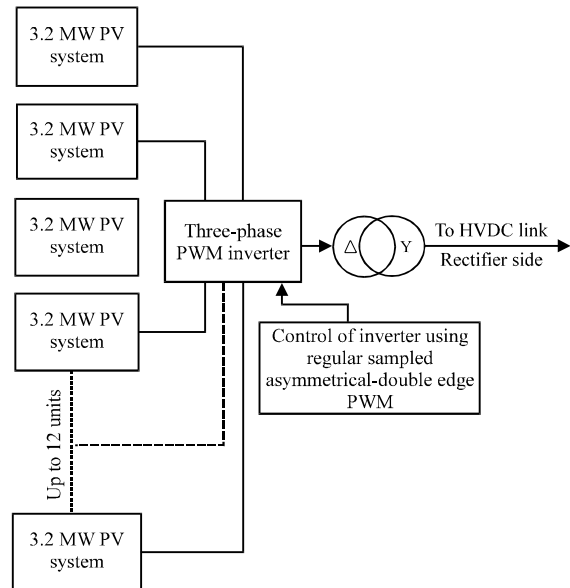 3.2 MW PV
system
3.2 MW PV
system
3.2 MW PV
system
3.2 MW PV
system
Up to 12 units
3.2 MW PV
system
Three-phase
PWM inverter
Δ
Y
To HVDC link
Rectifier side
Control of inverter using
regular sampled
asymmetrical-double edge
PWM